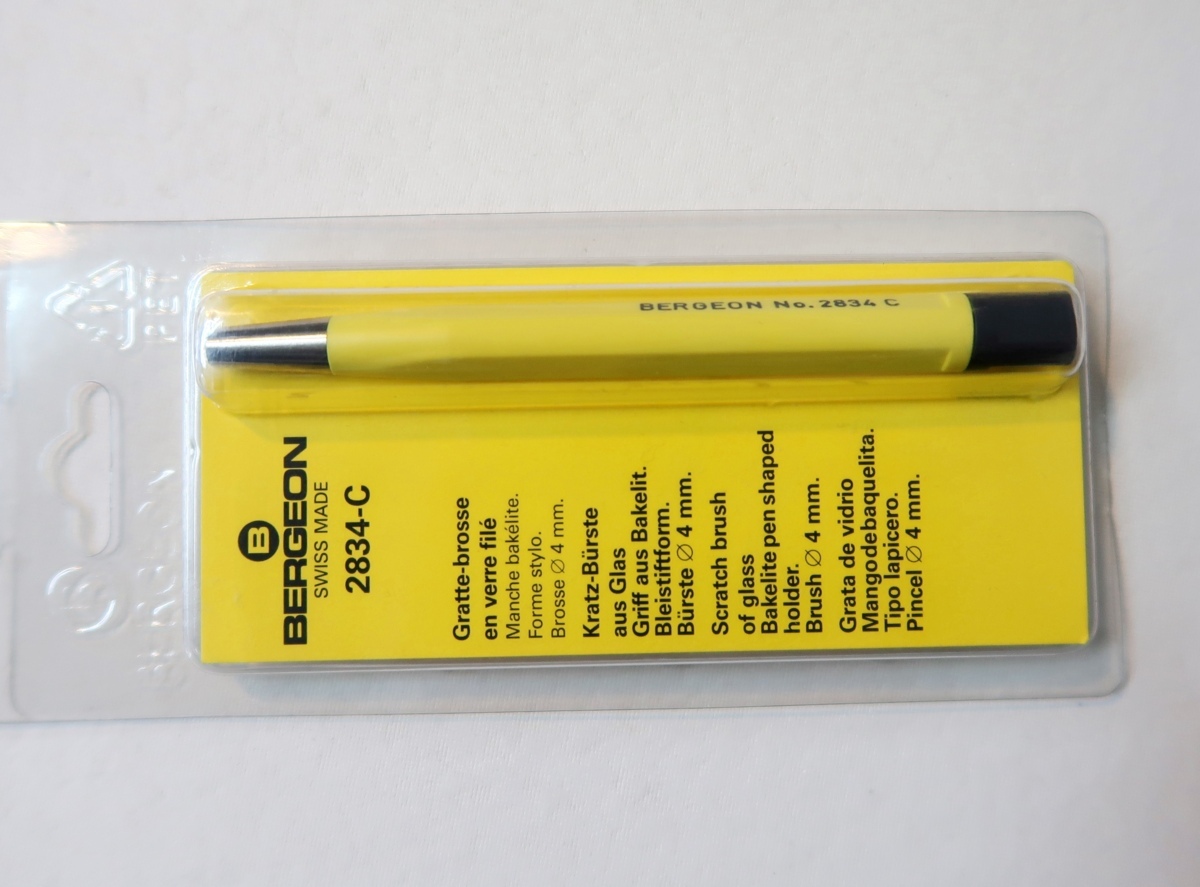 BERGEON No. 2834 C
B
BERGEON
SWISS MADE
2834-C
Gratte-brosse
en verre filé
Manche bakélite.
Forme stylo.
Brosse ∅ 4 mm.
Kratz-Bürste
aus Glas
Griff aus Bakelit.
Bleistiftform.
Bürste ∅ 4 mm.
Scratch brush
of glass
Bakelite pen shaped
holder.
Brush ∅ 4 mm.
Grata de vidrio
Mangodebaquelita.
Tipo lapicero.
Pincel ∅ 4 mm.
PET
BERGEON